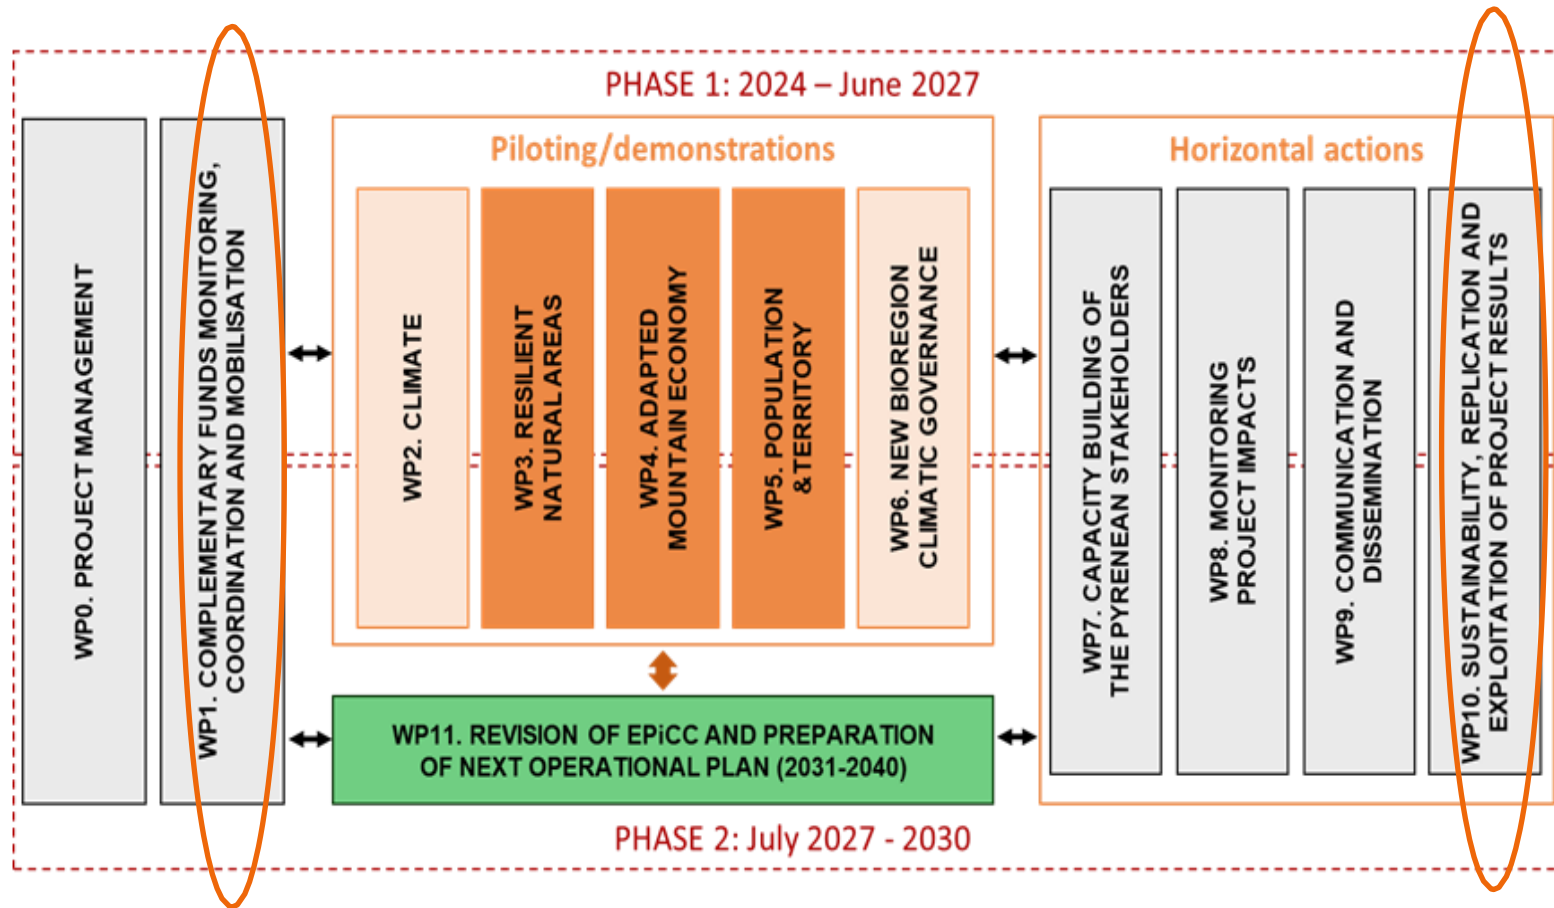 PHASE 1: 2024 – June 2027
WP0. PROJECT MANAGEMENT
WP1. COMPLEMENTARY FUNDS MONITORING,
COORDINATION AND MOBILISATION
Piloting/demonstrations
WP2. CLIMATE
WP3. RESILIENT
NATURAL AREAS
WP4. ADAPTED
MOUNTAIN ECONOMY
WP5. POPULATION
&TERRITORY
WP6. NEW BIOREGION
CLIMATIC GOVERNANCE
Horizontal actions
WP7. CAPACITY BUILDING OF
THE PYRENEAN STAKEHOLDERS
WP8. MONITORING
PROJECT IMPACTS
WP9. COMMUNICATION AND
DISSEMINATION
WP10. SUSTAINABILITY, REPLICATION AND
EXPLOITATION OF PROJECT RESULTS
WP11. REVISION OF EPiCC AND PREPARATION
OF NEXT OPERATIONAL PLAN (2031-2040)
PHASE 2: July 2027 - 2030